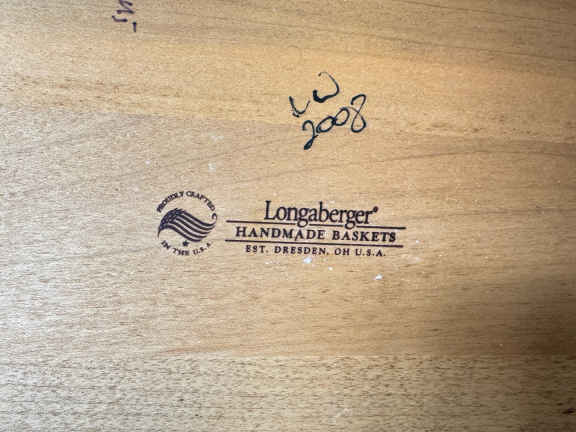 LW
2008
PROUDLY CRAFTED
IN THE U.S.A.
Longaberger®
HANDMADE BASKETS
EST. DRESDEN, OH U.S.A.